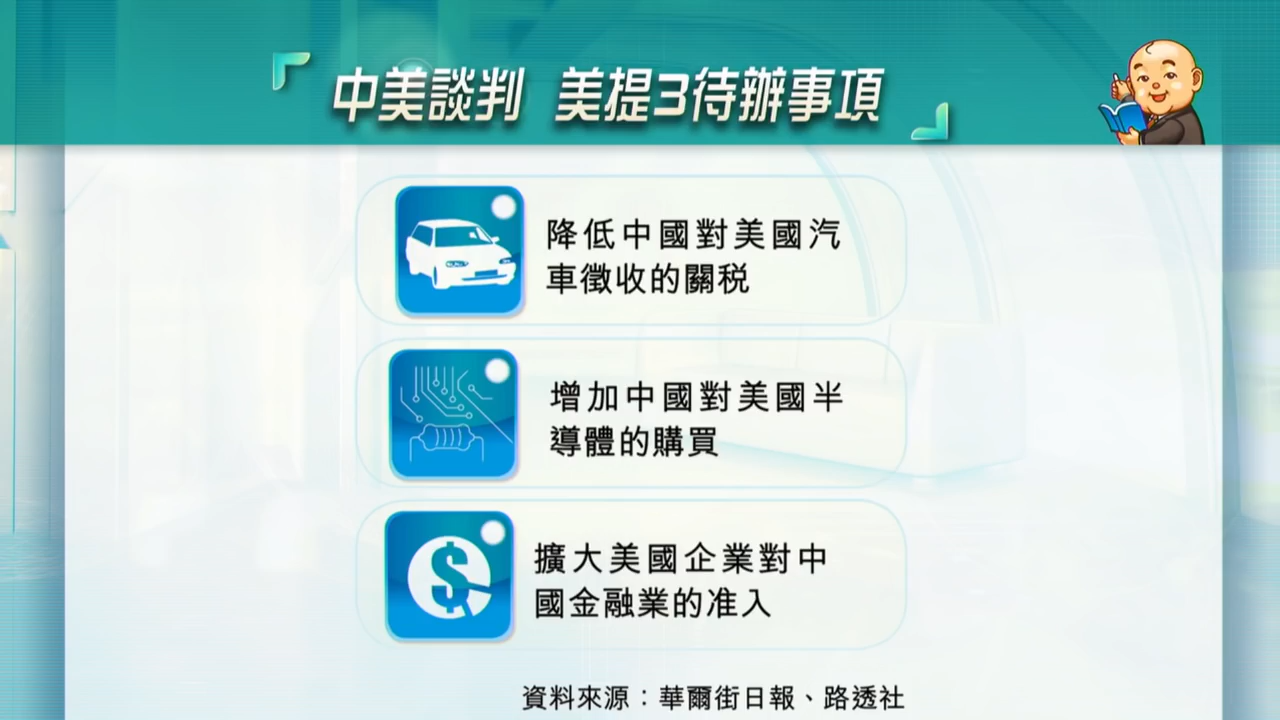 中美談判 美提3待辦事項
降低中國對美國汽
車徵收的關税
增加中國對美國半
導體的購買
擴大美國企業對中
國金融業的准入
資料來源：華爾街日報、路透社